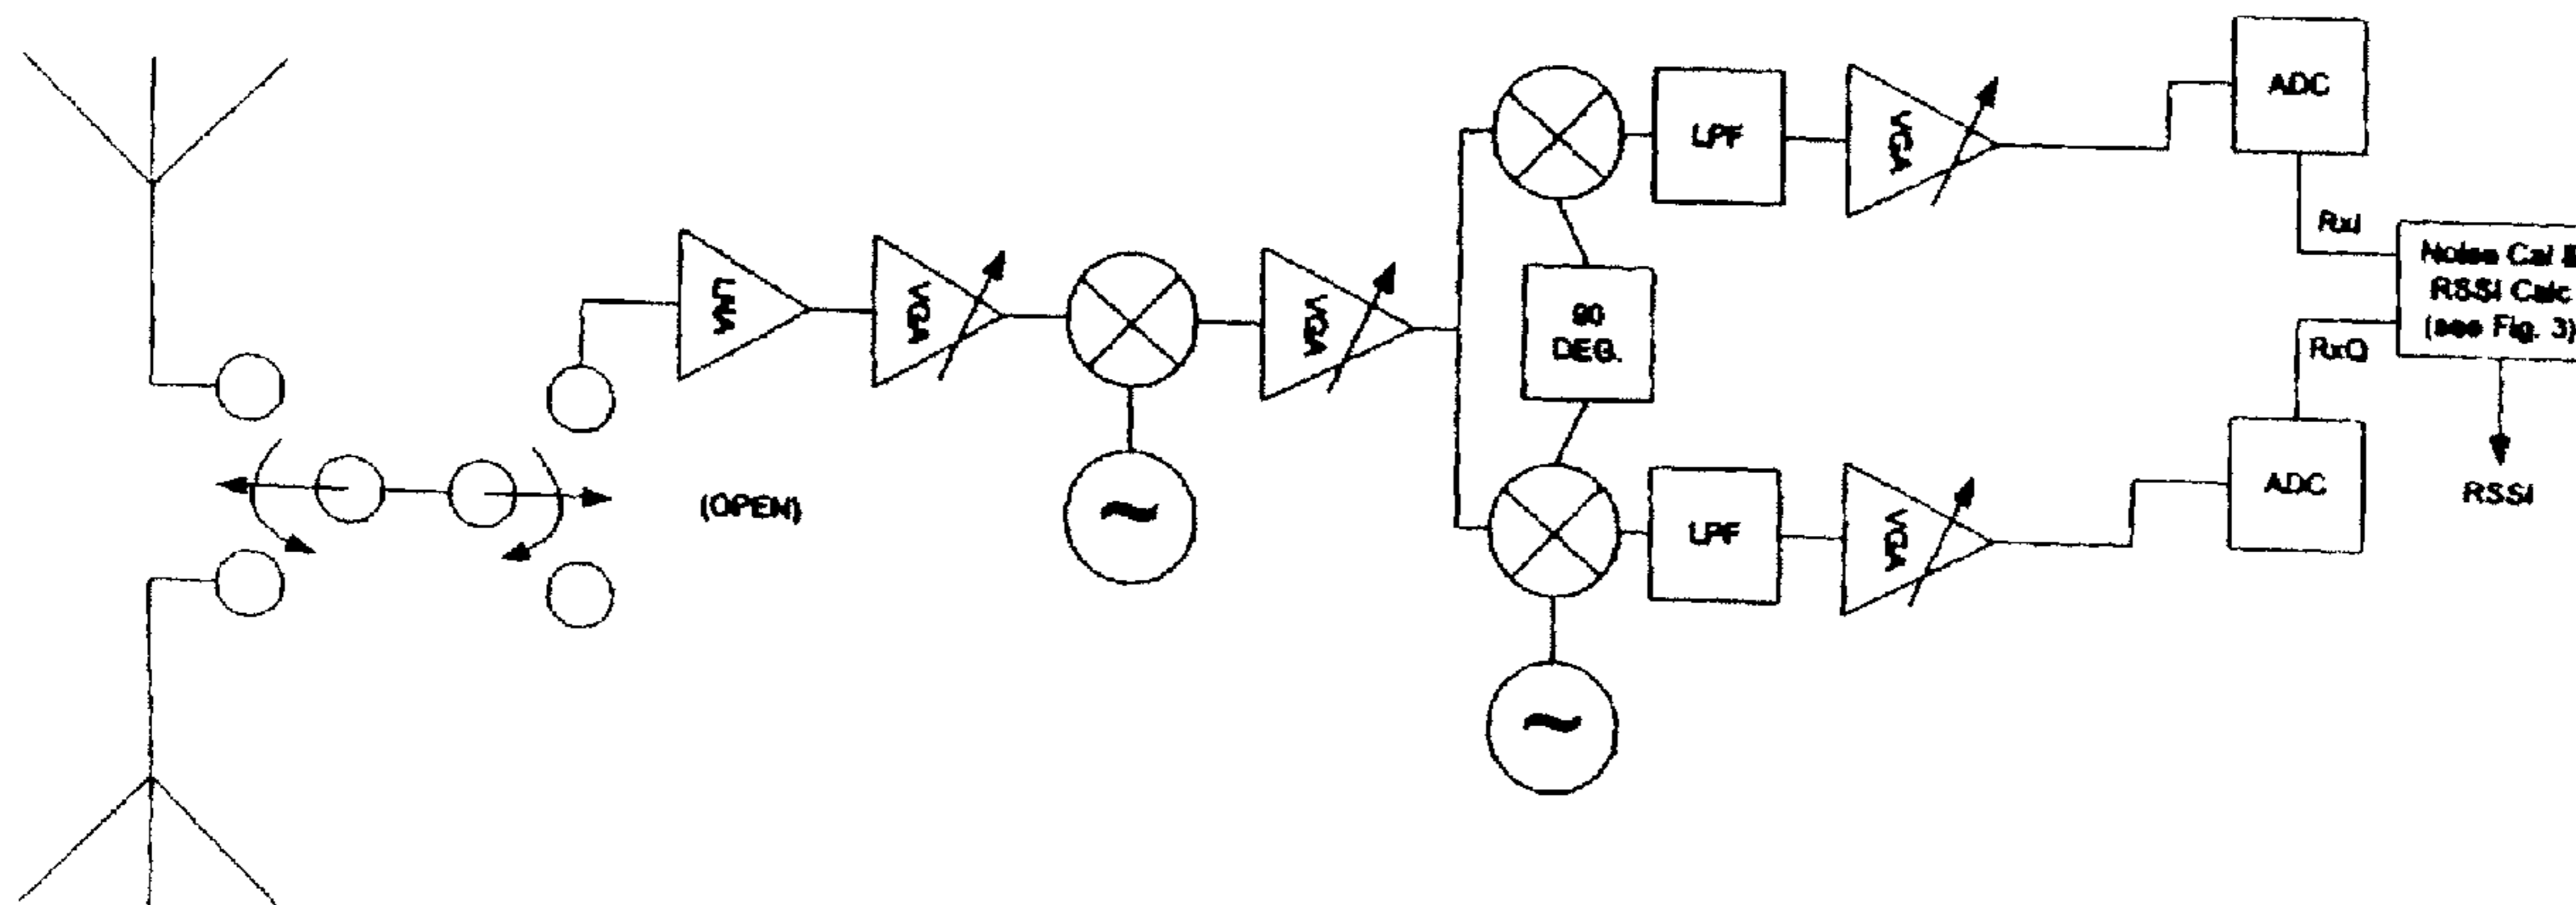 ADC
LPF
VGA
RxI
LNA
VGA
VGA
Noise Cal &
RSSI Calc
(see Fig. 3)
90
DEG.
RxQ
(OPEN)
~
LPF
VGA
ADC
RSSI
~